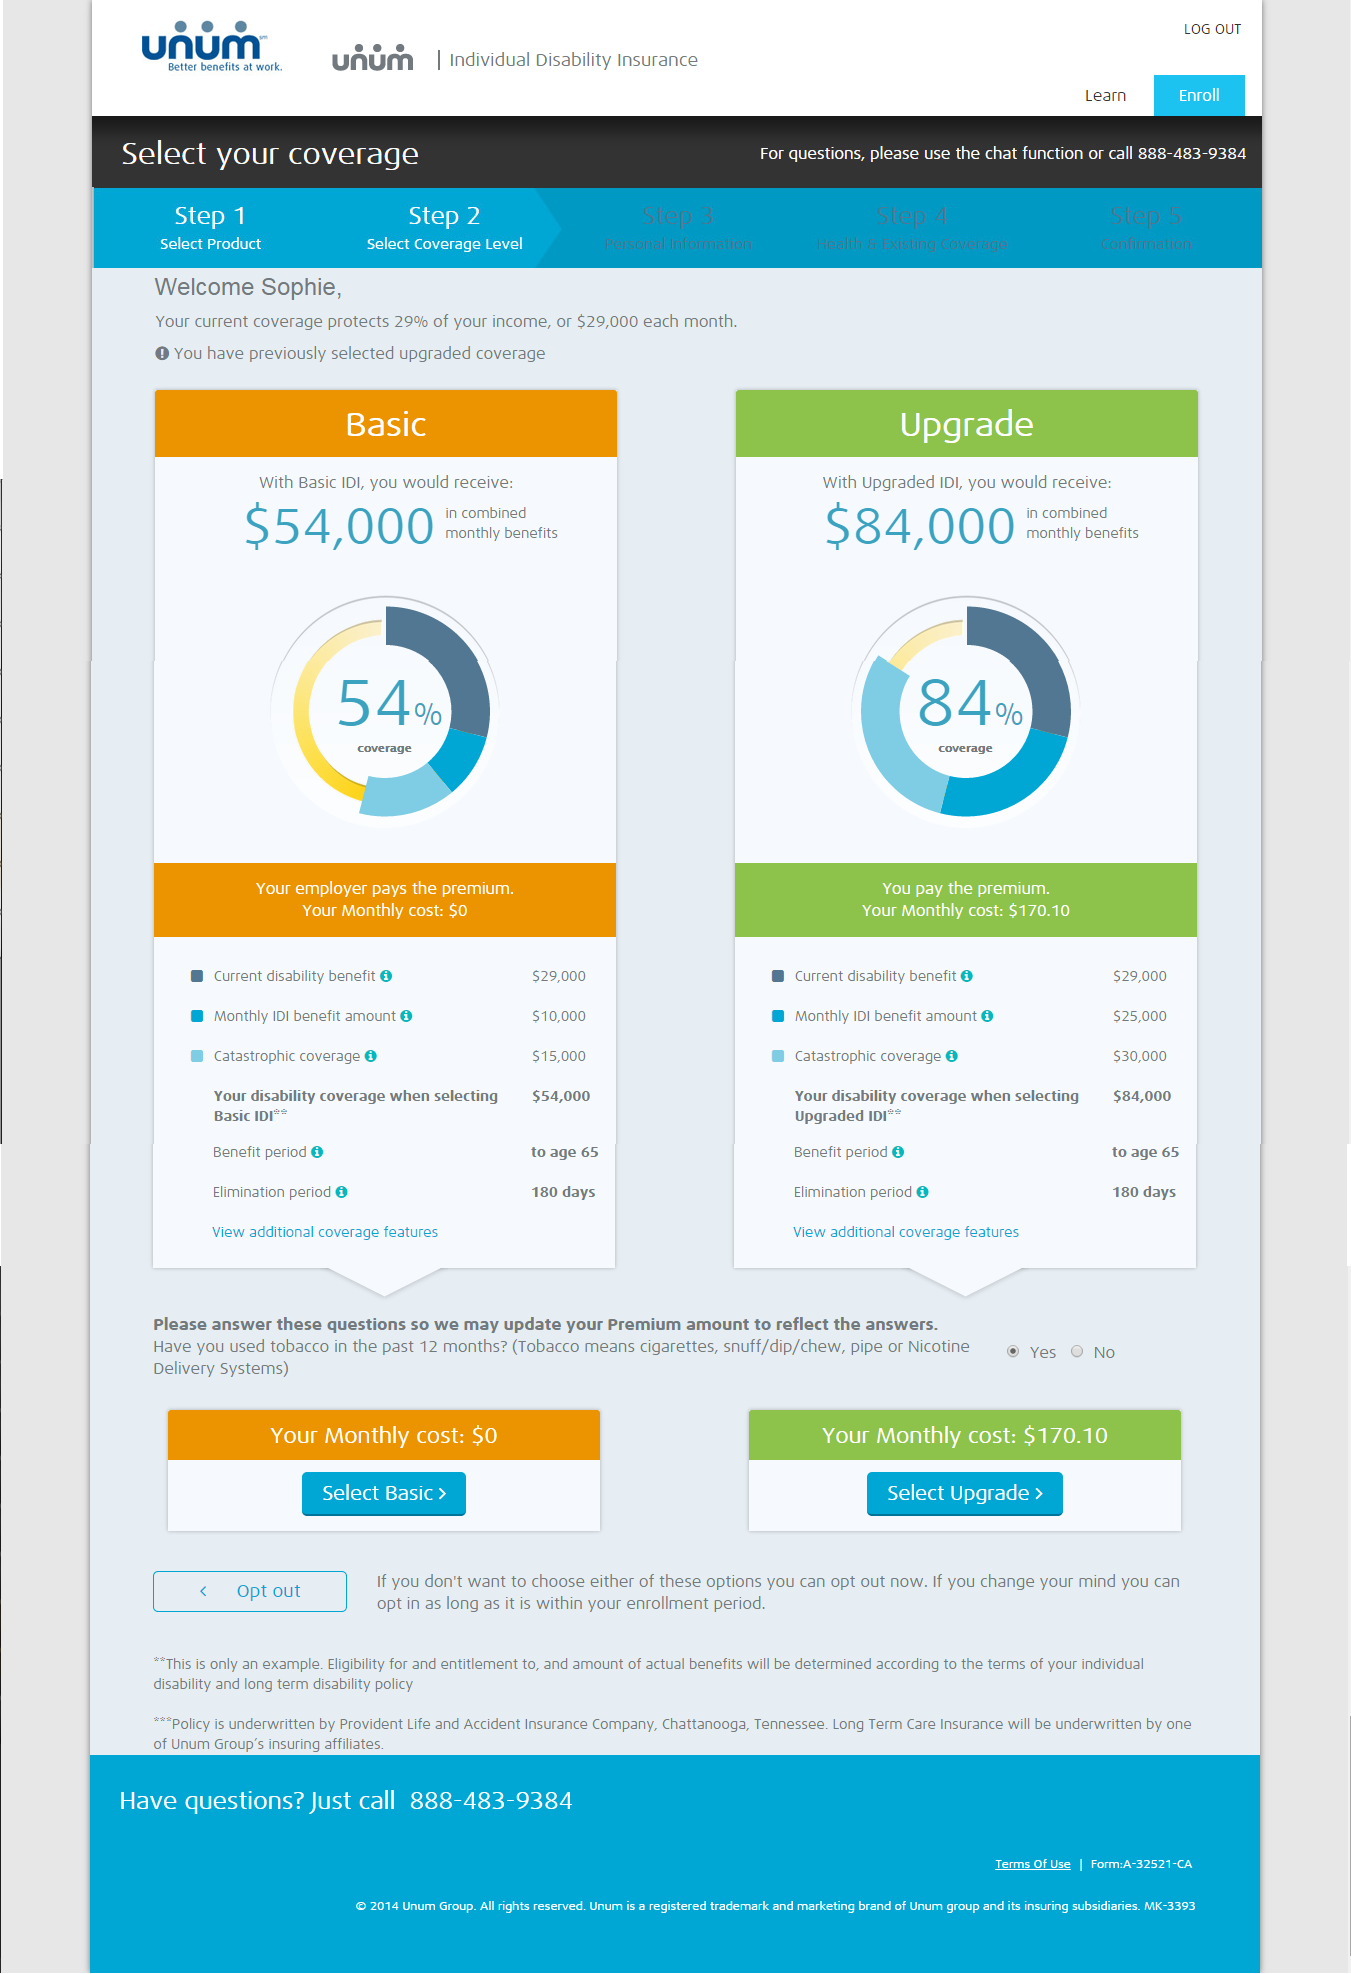 unum℠
Better benefits at work.
unum | Individual Disability Insurance
LOG OUT
Learn
Enroll
Select your coverage
For questions, please use the chat function or call 888-483-9384
Step 1
Select Product
Step 2
Select Coverage Level
Step 3
Personal Information
Step 4
Health & Existing Coverage
Step 5
Confirmation
Welcome Sophie,
Your current coverage protects 29% of your income, or $29,000 each month.
You have previously selected upgraded coverage
Basic
With Basic IDI, you would receive:
$54,000
in combined
monthly benefits
54%
coverage
Your employer pays the premium.
Your Monthly cost: $0
Current disability benefit $29,000
Monthly IDI benefit amount $10,000
Catastrophic coverage $15,000
Your disability coverage when selecting $54,000
Basic IDI**
Benefit period to age 65
Elimination period 180 days
View additional coverage features
Upgrade
With Upgraded IDI, you would receive:
$84,000
in combined
monthly benefits
84%
coverage
You pay the premium.
Your Monthly cost: $170.10
Current disability benefit $29,000
Monthly IDI benefit amount $25,000
Catastrophic coverage $30,000
Your disability coverage when selecting $84,000
Upgraded IDI**
Benefit period to age 65
Elimination period 180 days
View additional coverage features
Please answer these questions so we may update your Premium amount to reflect the answers.
Have you used tobacco in the past 12 months? (Tobacco means cigarettes, snuff/dip/chew, pipe or Nicotine
Delivery Systems)
Yes No
Your Monthly cost: $0
Select Basic >
Your Monthly cost: $170.10
Select Upgrade >
< Opt out
If you don't want to choose either of these options you can opt out now. If you change your mind you can
opt in as long as it is within your enrollment period.
**This is only an example. Eligibility for and entitlement to, and amount of actual benefits will be determined according to the terms of your individual
disability and long term disability policy
***Policy is underwritten by Provident Life and Accident Insurance Company, Chattanooga, Tennessee. Long Term Care Insurance will be underwritten by one
of Unum Group's insuring affiliates.
Have questions? Just call 888-483-9384
Terms Of Use | Form:A-32521-CA
© 2014 Unum Group. All rights reserved. Unum is a registered trademark and marketing brand of Unum group and its insuring subsidiaries. MK-3393